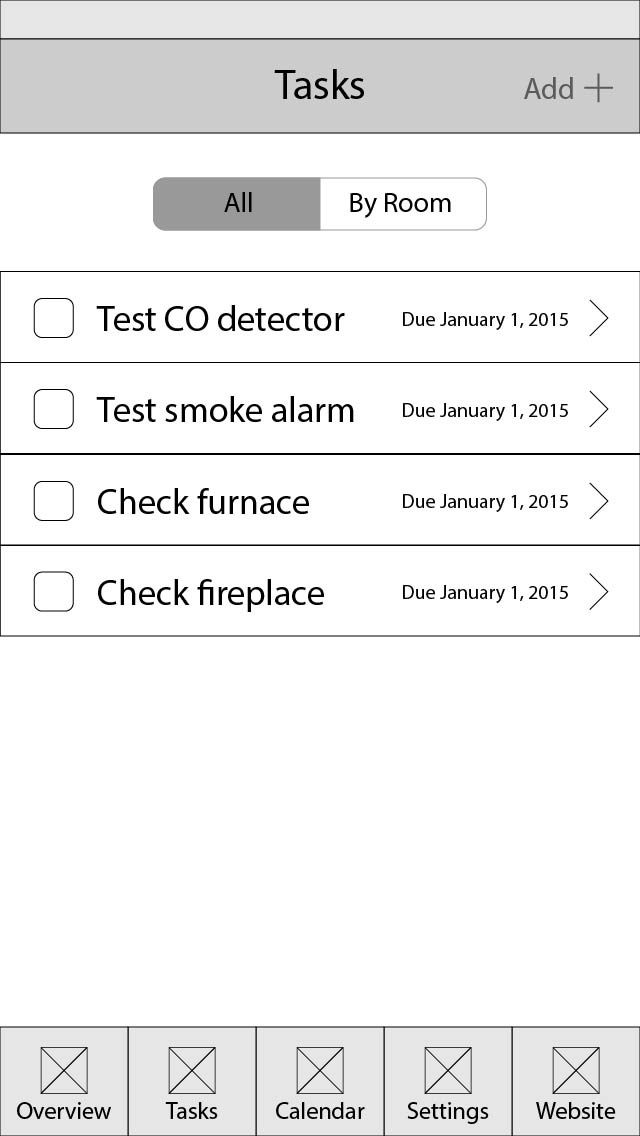 Tasks
Add
All
By Room
Test CO detector Due January 1, 2015
Test smoke alarm Due January 1, 2015
Check furnace Due January 1, 2015
Check fireplace Due January 1, 2015
Overview Tasks Calendar Settings Website